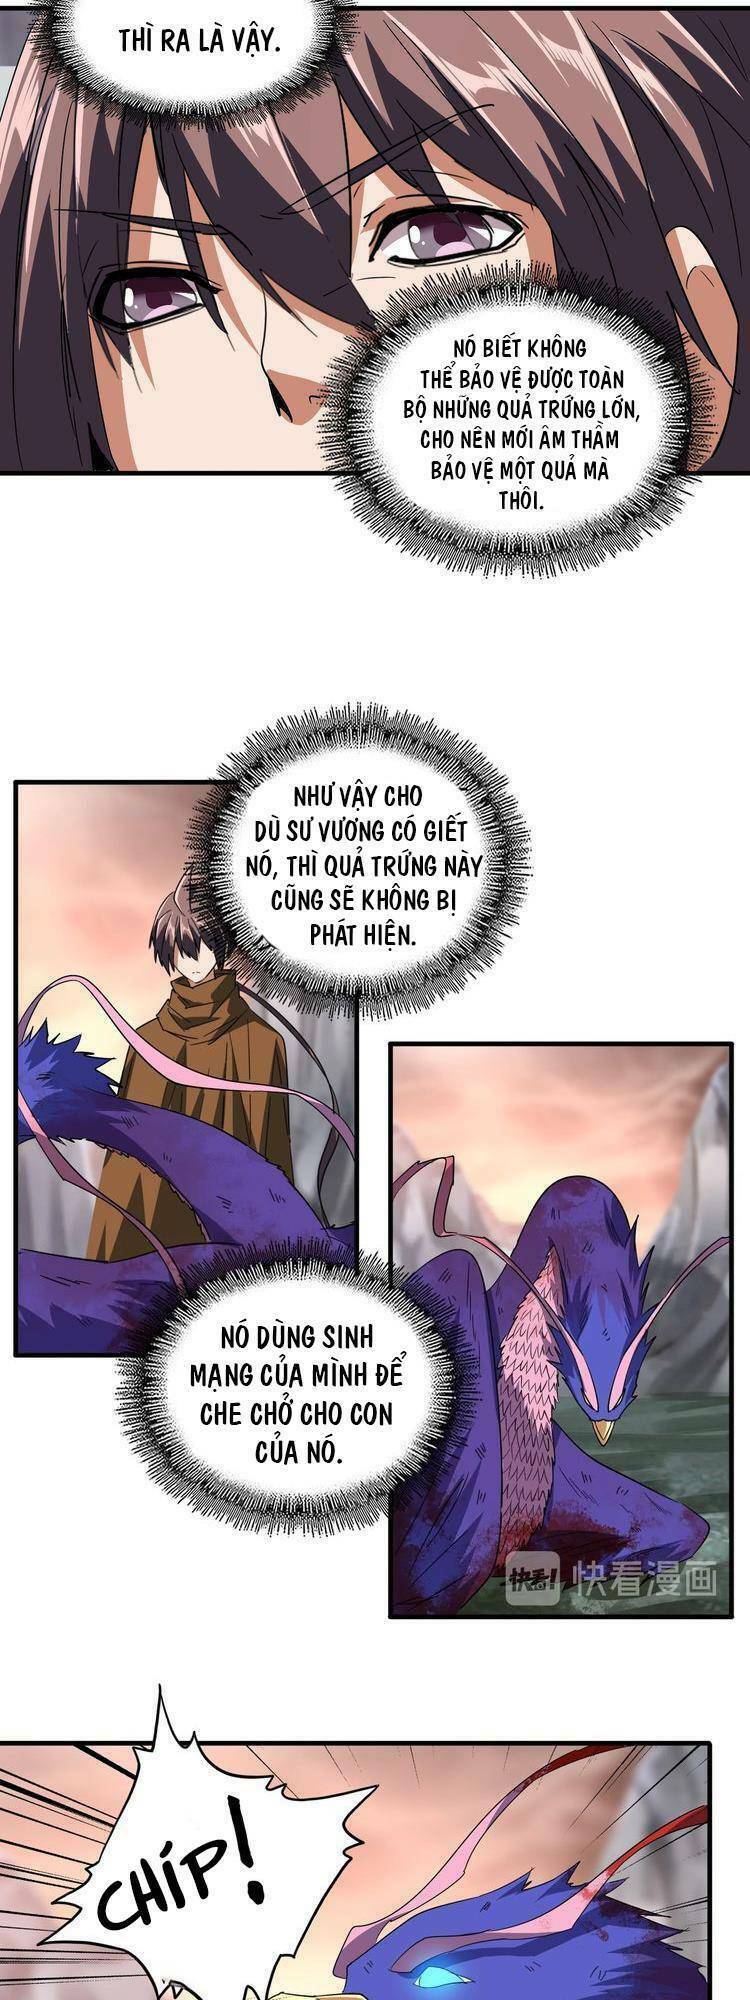 THÌ RA LÀ VẬY.
NÓ BIẾT KHÔNG
THỂ BẢO VỆ ĐƯỢC TOÀN
BỘ NHỮNG QUẢ TRỨNG LỚN,
CHO NÊN MỚI ÂM THẦM
BẢO VỆ MỘT QUẢ MÀ
THÔI.
NHƯ VẬY CHO
DÙ SƯ VƯƠNG CÓ GIẾT
NÓ, THÌ QUẢ TRỨNG NÀY
CŨNG SẼ KHÔNG BỊ
PHÁT HIỆN.
NÓ DÙNG SINH
MẠNG CỦA MÌNH ĐỂ
CHE CHỞ CHO CON
CỦA NÓ.
快看! 快看漫画
CHÍP!